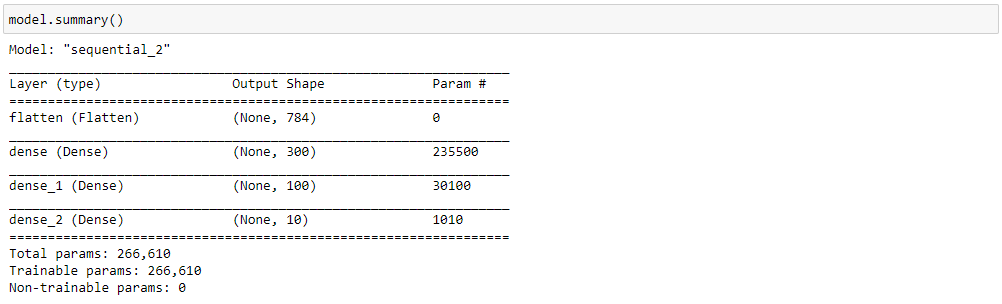 model.summary()
Model: "sequential_2"
_________________________________________________________________
Layer (type)                 Output Shape              Param #
=================================================================
flatten (Flatten)            (None, 784)               0
_________________________________________________________________
dense (Dense)                (None, 300)               235500
_________________________________________________________________
dense_1 (Dense)              (None, 100)               30100
_________________________________________________________________
dense_2 (Dense)              (None, 10)                1010
=================================================================
Total params: 266,610
Trainable params: 266,610
Non-trainable params: 0